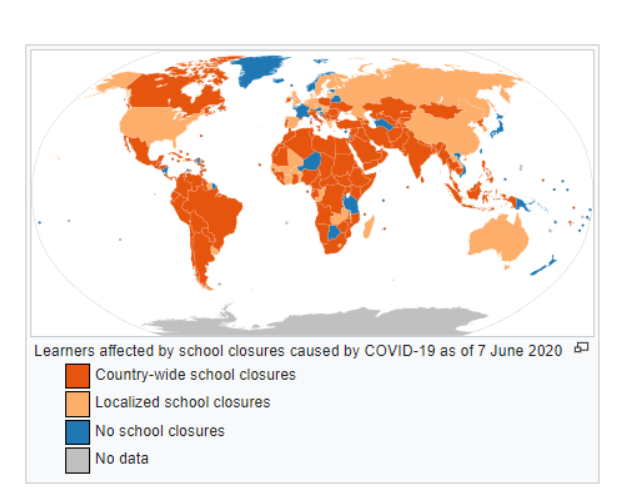 Learners affected by school closures caused by COVID-19 as of 7 June 2020
Country-wide school closures
Localized school closures
No school closures
No data